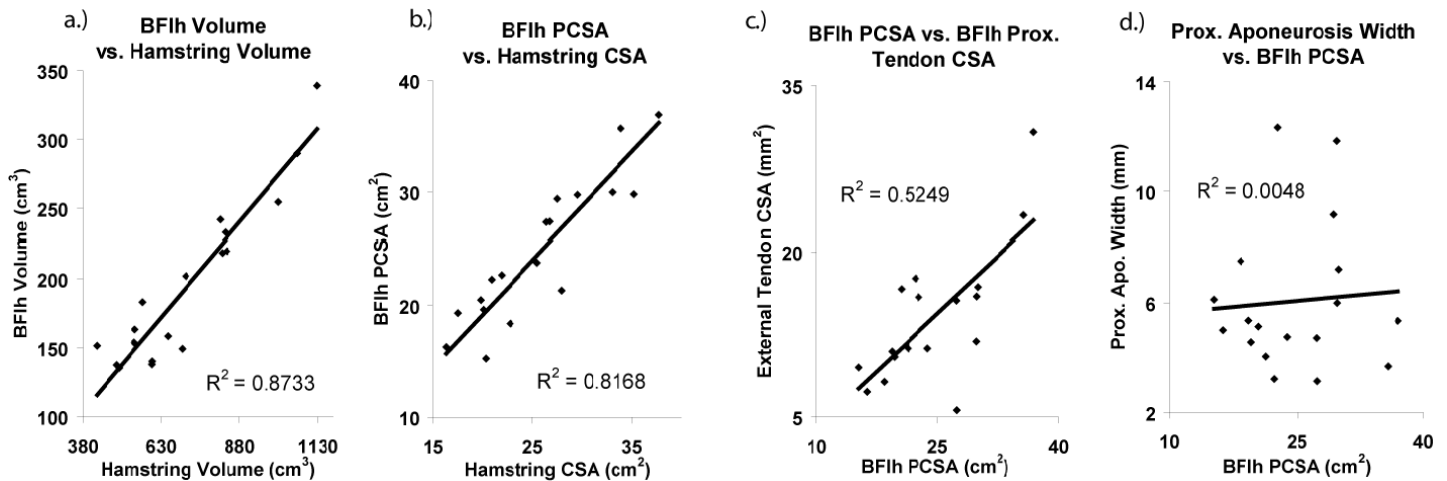 a.)
BFlh Volume
vs. Hamstring Volume
350
300
250
200
150
100
BFlh Volume (cm³)
R² = 0.8733
380 630 880 1130
Hamstring Volume (cm³)
b.)
BFlh PCSA
vs. Hamstring CSA
40
30
20
10
BFlh PCSA (cm²)
R² = 0.8168
15 25 35
Hamstring CSA (cm²)
c.)
BFlh PCSA vs. BFlh Prox.
Tendon CSA
35
20
5
External Tendon CSA (mm²)
R² = 0.5249
10 25 40
BFlh PCSA (cm²)
d.)
Prox. Aponeurosis Width
vs. BFlh PCSA
14
10
6
2
Prox. Apo. Width (mm)
R² = 0.0048
10 25 40
BFlh PCSA (cm²)